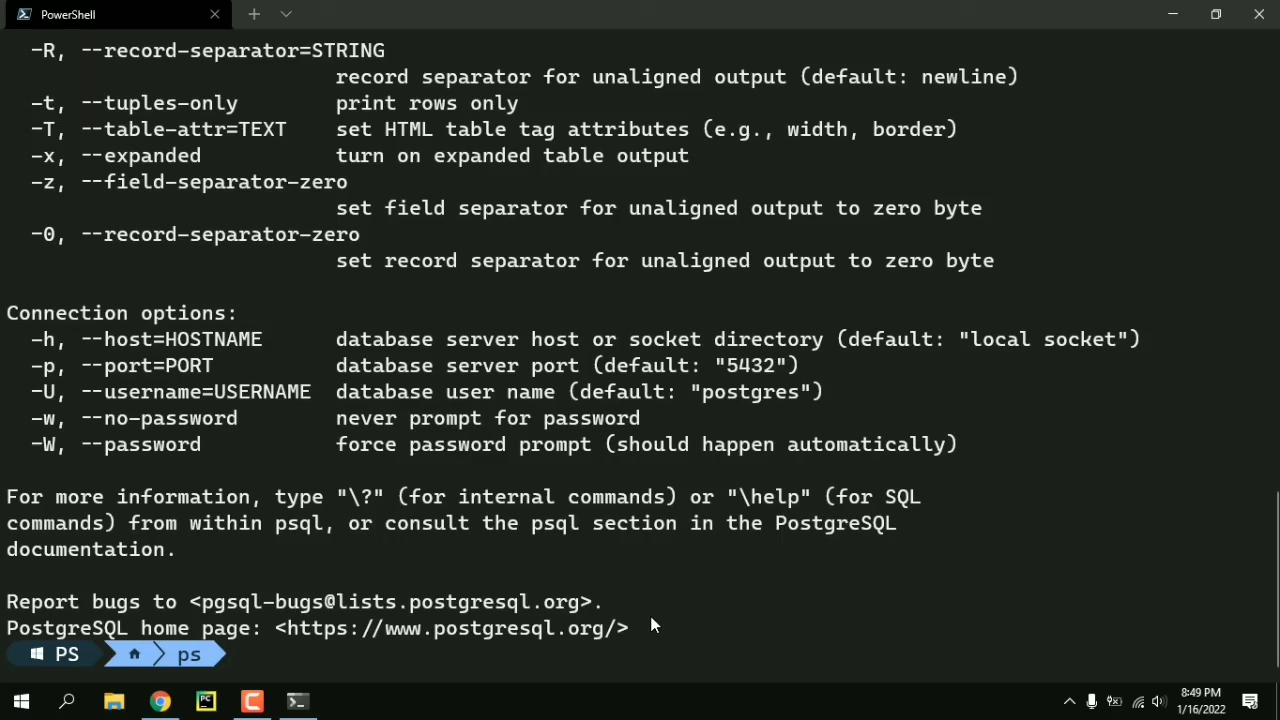 PowerShell
-R, --record-separator=STRING
record separator for unaligned output (default: newline)
-t, --tuples-only print rows only
-T, --table-attr=TEXT set HTML table tag attributes (e.g., width, border)
-x, --expanded turn on expanded table output
-z, --field-separator-zero
set field separator for unaligned output to zero byte
-0, --record-separator-zero
set record separator for unaligned output to zero byte
Connection options:
-h, --host=HOSTNAME database server host or socket directory (default: "local socket")
-p, --port=PORT database server port (default: "5432")
-U, --username=USERNAME database user name (default: "postgres")
-w, --no-password never prompt for password
-W, --password force password prompt (should happen automatically)
For more information, type "\?" (for internal commands) or "\help" (for SQL
commands) from within psql, or consult the psql section in the PostgreSQL
documentation.
Report bugs to <pgsql-bugs@lists.postgresql.org>.
PostgreSQL home page: <https://www.postgresql.org/>
PS ps
PC
8:49 PM
1/16/2022